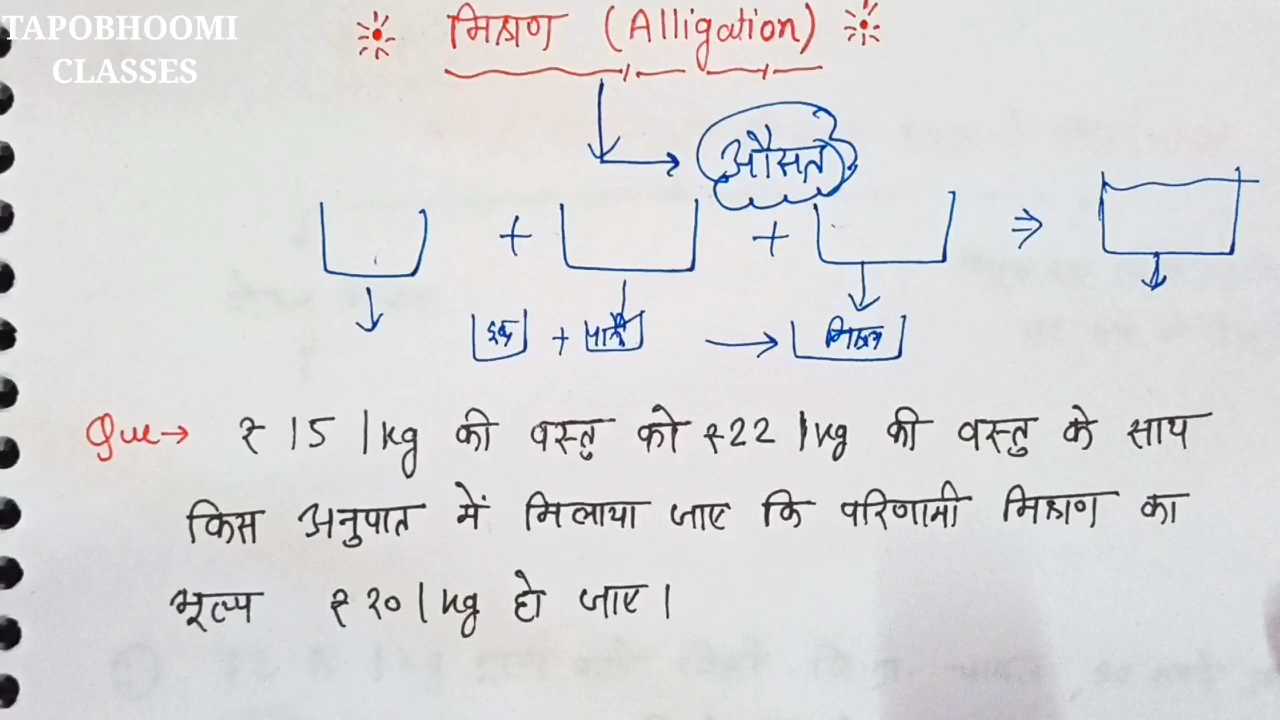 TAPOBHOOMI
CLASSES
मिश्रण (Alligation)
औसत
+ + ⇒
दूध + पानी → मिश्रण
Que → ₹ 15 / kg की वस्तु को ₹ 22 / kg की वस्तु के साथ
किस अनुपात में मिलाया जाए कि परिणामी मिश्रण का
मूल्य ₹ 20 / kg हो जाए।